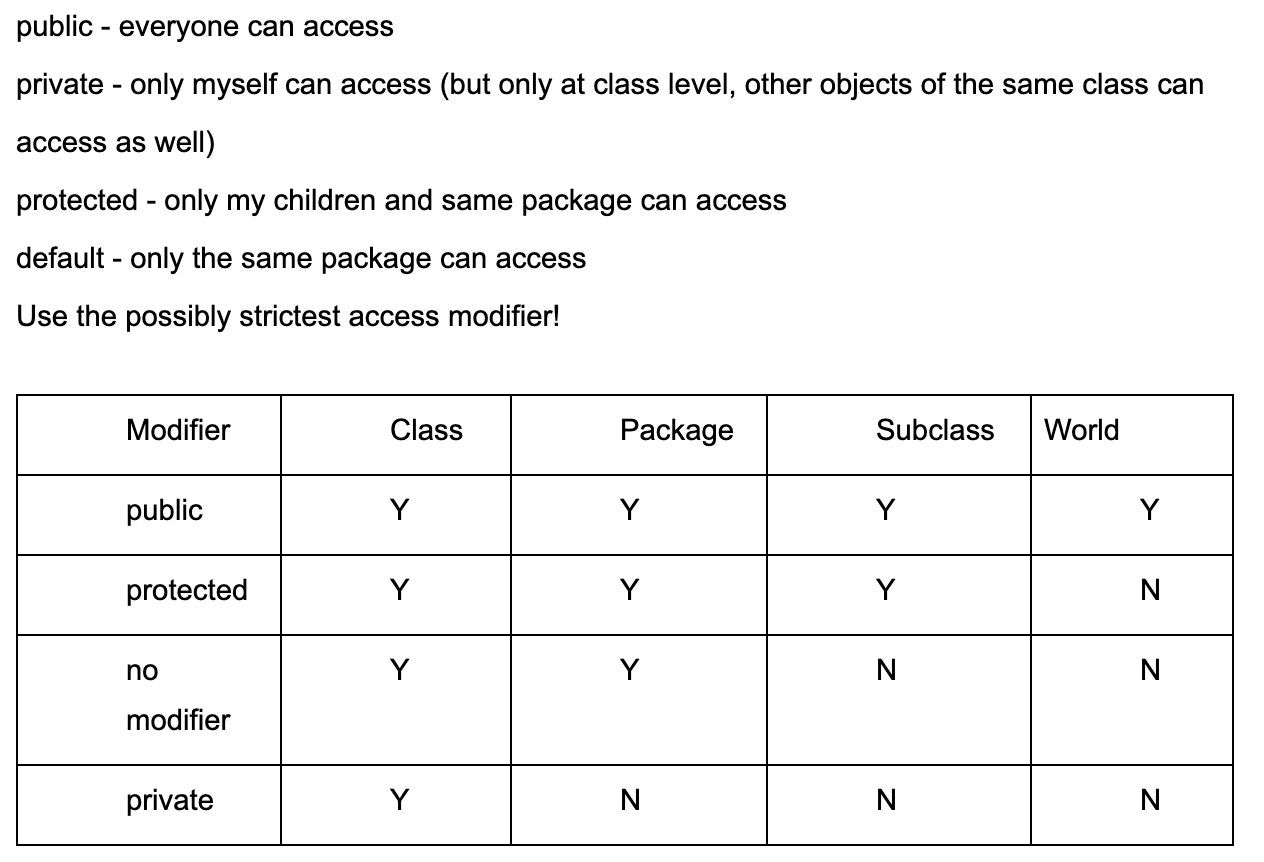 public - everyone can access
private - only myself can access (but only at class level, other objects of the same class can
access as well)
protected - only my children and same package can access
default - only the same package can access
Use the possibly strictest access modifier!
Modifier Class Package Subclass World
public Y Y Y Y
protected Y Y Y N
no Y Y N N
modifier
private Y N N N